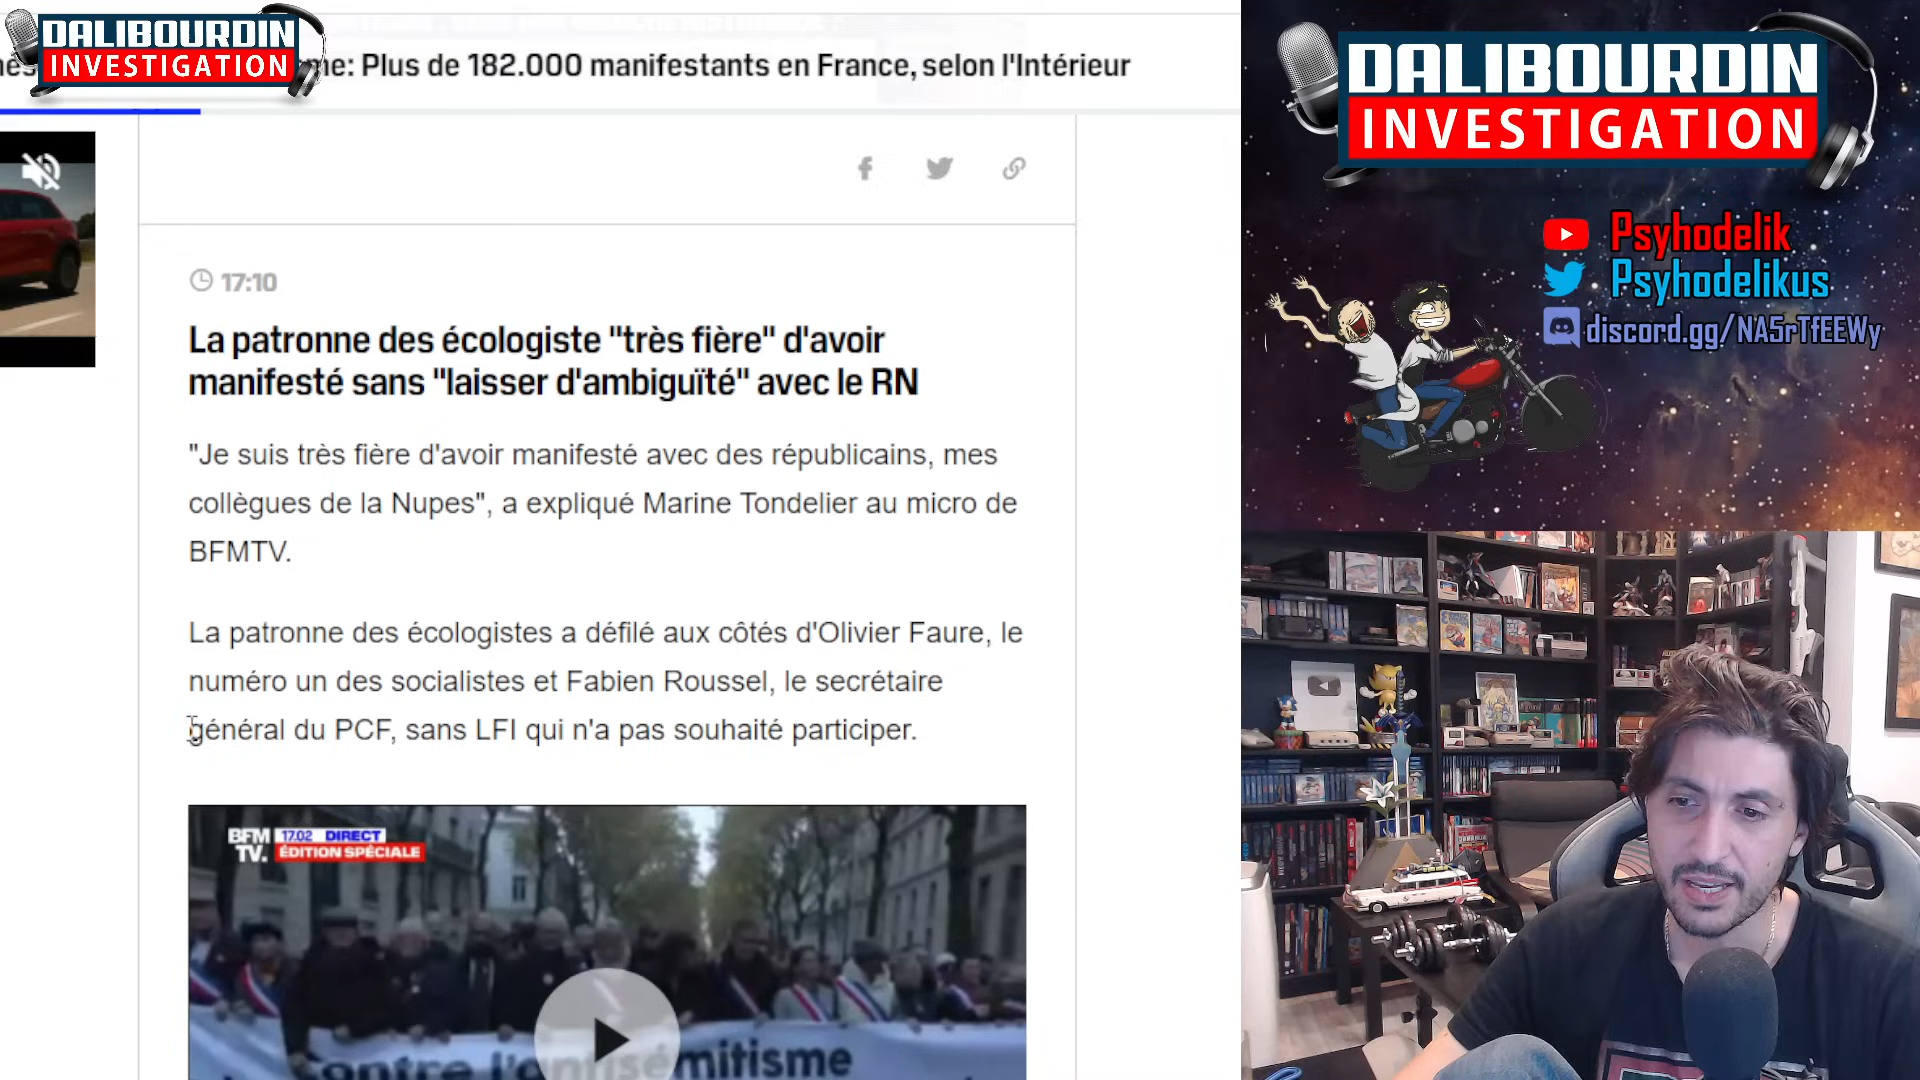 DALIBOURDIN
INVESTIGATION
me: Plus de 182.000 manifestants en France, selon l'Intérieur
17:10
La patronne des écologiste "très fière" d'avoir
manifesté sans "laisser d'ambiguïté" avec le RN
"Je suis très fière d'avoir manifesté avec des républicains, mes
collègues de la Nupes", a expliqué Marine Tondelier au micro de
BFMTV.
La patronne des écologistes a défilé aux côtés d'Olivier Faure, le
numéro un des socialistes et Fabien Roussel, le secrétaire
général du PCF, sans LFI qui n'a pas souhaité participer.
BFM
TV.
17.02 DIRECT
ÉDITION SPÉCIALE
contre l'antisémitisme
DALIBOURDIN
INVESTIGATION
Psyhodelik
Psyhodelikus
discord.gg/NA5rTfEEWy